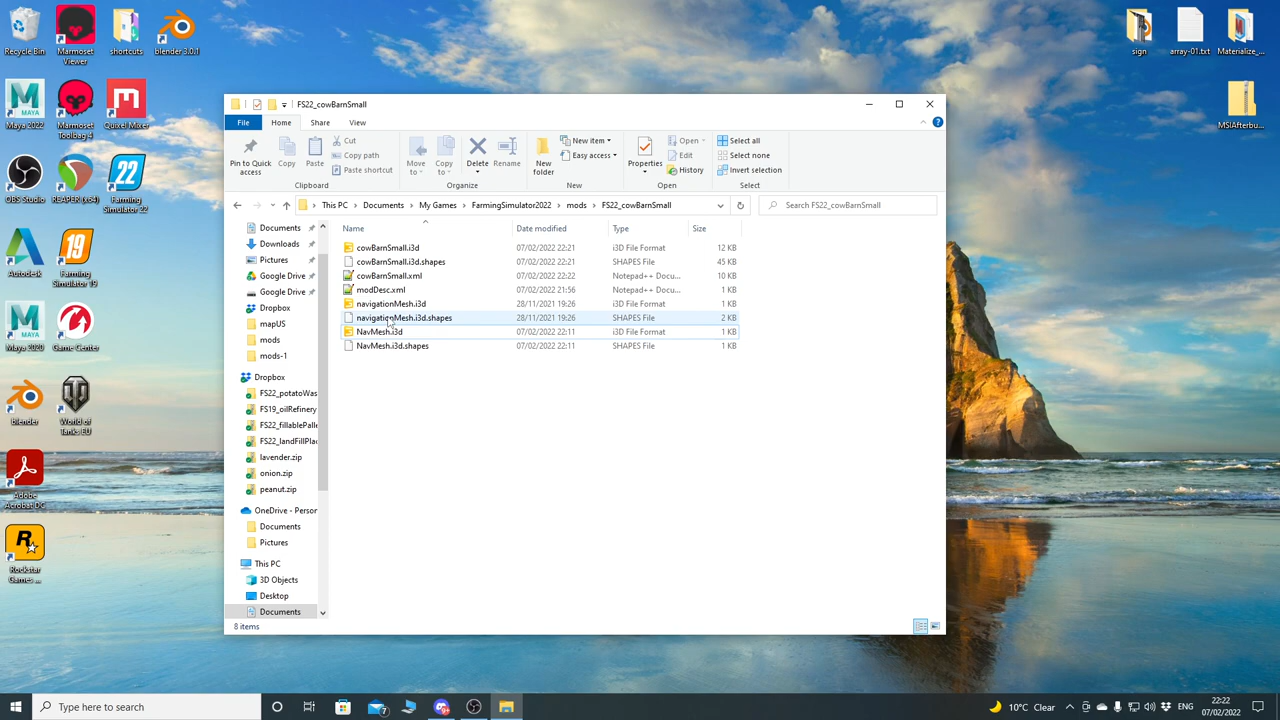 Recycle Bin
Marmoset Viewer
shortcuts
blender 3.0.1
sign
array-01.txt
Materialize_...
Maya 2022
Marmoset Toolbag 4
Quixel Mixer
MSIAfterbu...
OBS Studio
REAPER (x64)
Farming Simulator 22
Autodesk
Farming Simulator 19
Maya 2020
Game Center
blender
World of Tanks EU
Adobe Acrobat DC
Rockstar Games ...
FS22_cowBarnSmall
File Home Share View
Pin to Quick access
Copy
Paste
Cut
Copy path
Paste shortcut
Clipboard
Move to
Copy to
Delete
Rename
Organize
New folder
New item
Easy access
New
Properties
Open
Edit
History
Open
Select all
Select none
Invert selection
Select
This PC > Documents > My Games > FarmingSimulator2022 > mods > FS22_cowBarnSmall
Search FS22_cowBarnSmall
Documents
Downloads
Pictures
Google Drive
Google Drive
Dropbox
mapUS
mods
mods-1
Dropbox
FS22_potatoWas
FS19_oilRefinery
FS22_fillablePalle
FS22_landFillPlac
lavender.zip
onion.zip
peanut.zip
OneDrive - Person
Documents
Pictures
This PC
3D Objects
Desktop
Documents
Name Date modified Type Size
cowBarnSmall.i3d 07/02/2022 22:21 i3D File Format 12 KB
cowBarnSmall.i3d.shapes 07/02/2022 22:21 SHAPES File 45 KB
cowBarnSmall.xml 07/02/2022 22:22 Notepad++ Docu... 10 KB
modDesc.xml 07/02/2022 21:56 Notepad++ Docu... 1 KB
navigationMesh.i3d 28/11/2021 19:26 i3D File Format 1 KB
navigationMesh.i3d.shapes 28/11/2021 19:26 SHAPES File 2 KB
NavMesh.i3d 07/02/2022 22:11 i3D File Format 1 KB
NavMesh.i3d.shapes 07/02/2022 22:11 SHAPES File 1 KB
8 items
Type here to search
10°C Clear
ENG
22:22
07/02/2022